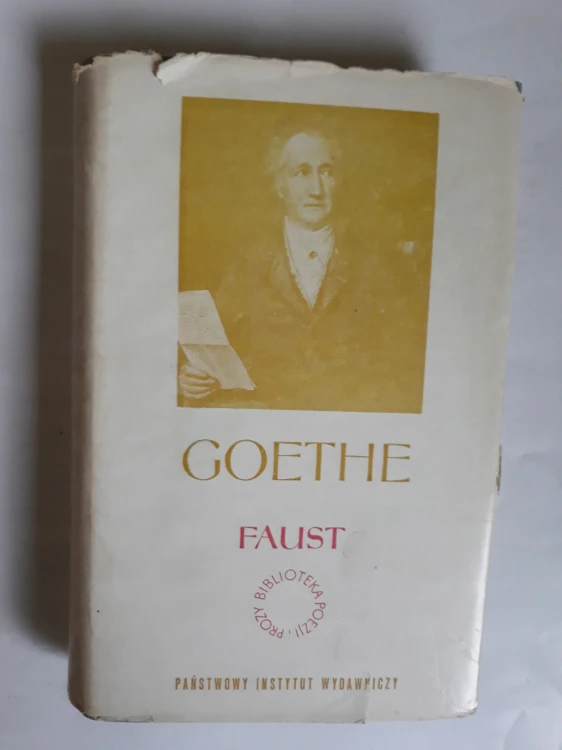 GOETHE
FAUST
BIBLIOTEKA POEZJI i PROZY
PAŃSTWOWY INSTYTUT WYDAWNICZY